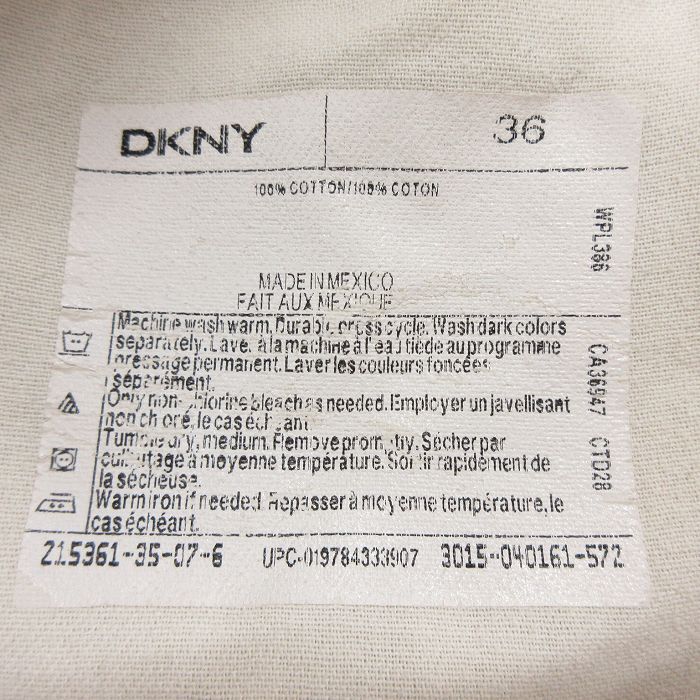 DKNY
36
100% COTTON/100% COTON
MADE IN MEXICO
FAIT AUX MEXIQUE
Machine wash warm. Durable press cycle. Wash dark colors
separately. Laver à la machine à l'eau tiède au programme
pressage permanent. Laver les couleurs foncées
séparément.
Only non-chlorine bleach as needed. Employer un javellisant
non chloré, le cas échéant
Tumble dry, medium. Remove promptly. Sécher par
culbutage à moyenne température. Sortir rapidement de
la sécheuse.
Warm iron if needed. Repasser à moyenne température, le
cas échéant.
215361-35-07-6 UPC-019784333907 3015-040161-572
WPL386
CA36947 CTD28